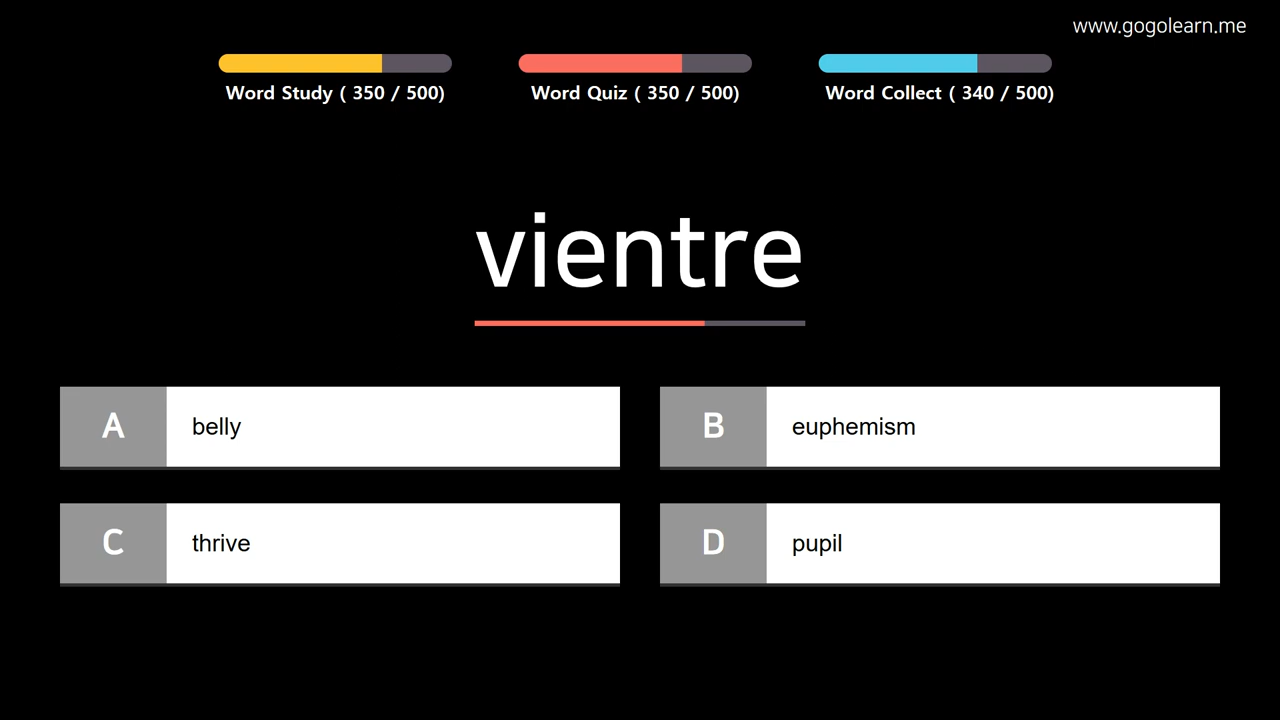 www.gogolearn.me
Word Study ( 350 / 500)
Word Quiz ( 350 / 500)
Word Collect ( 340 / 500)
vientre
A belly
B euphemism
C thrive
D pupil